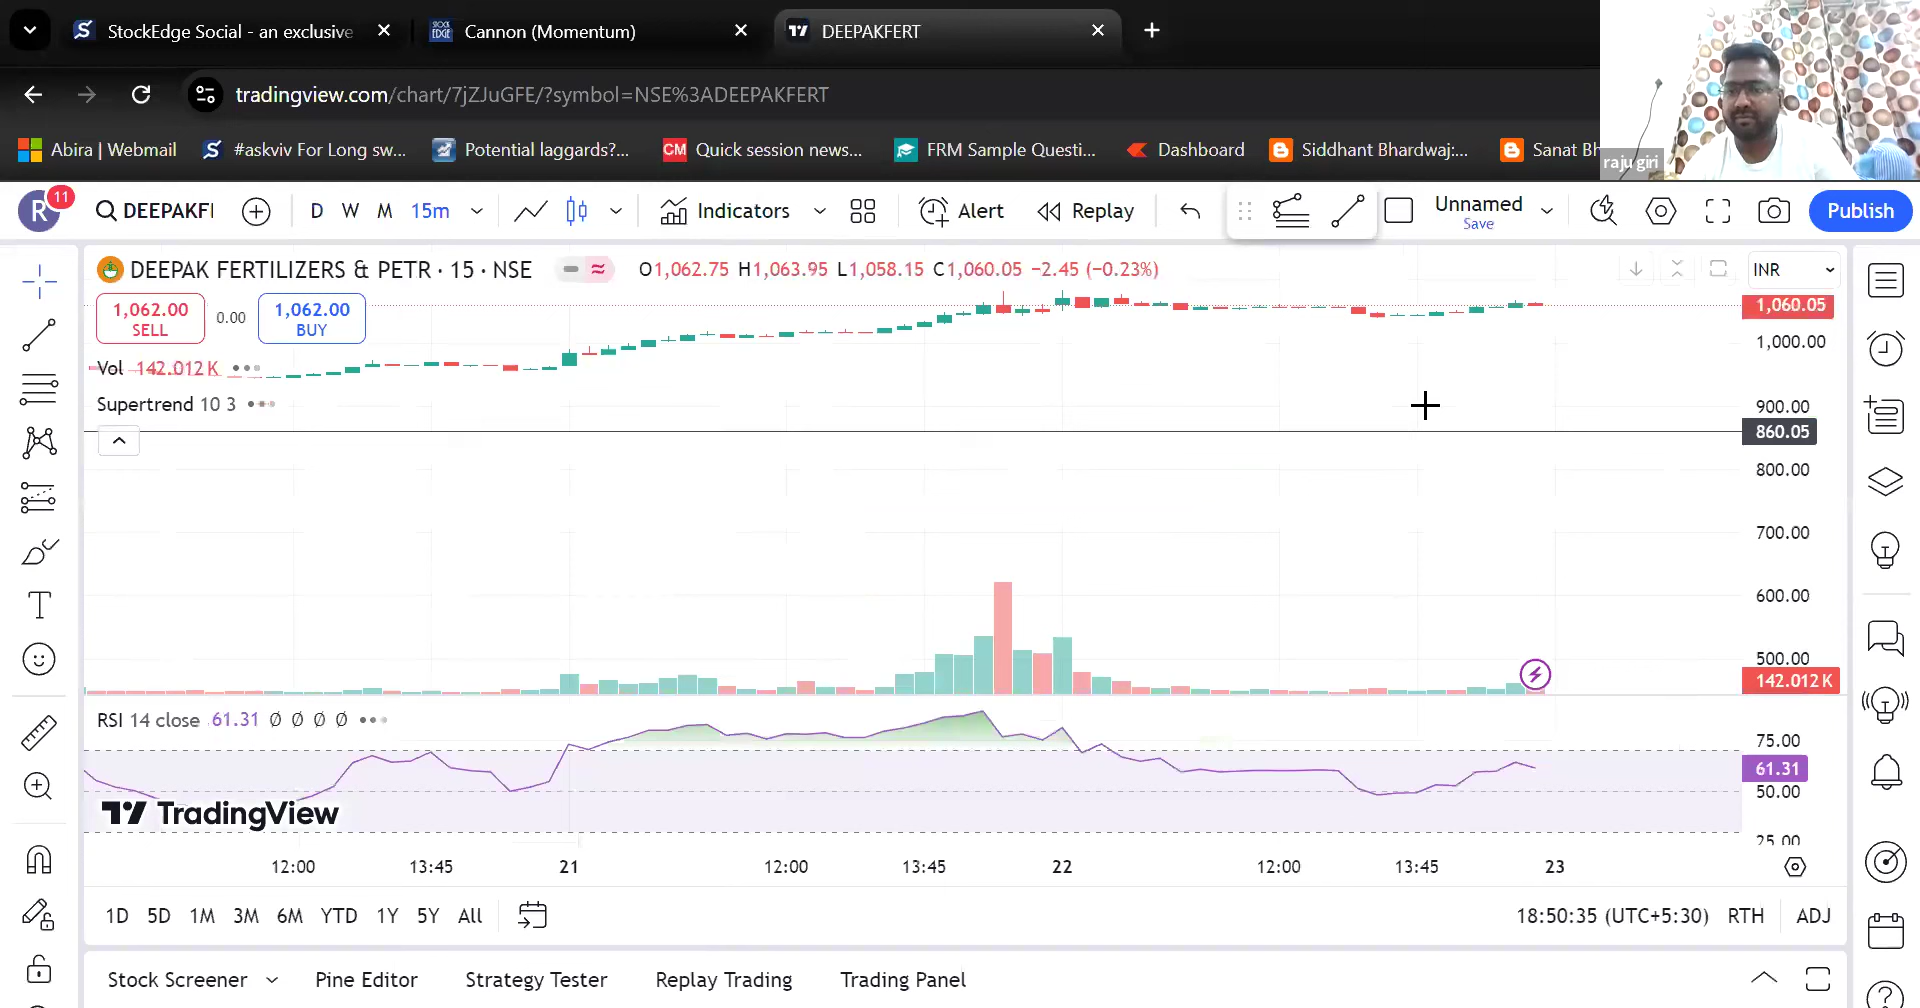 StockEdge Social - an exclusive
Cannon (Momentum)
DEEPAKFERT
tradingview.com/chart/7jZJuGFE/?symbol=NSE%3ADEEPAKFERT
Abira | Webmail
#askviv For Long sw...
Potential laggards?...
CM Quick session news...
FRM Sample Questi...
Dashboard
Siddhant Bhardwaj:...
Sanat Bh
raju giri
R 11
DEEPAKFI
D W M 15m
Indicators
Alert
Replay
Unnamed
Save
Publish
DEEPAK FERTILIZERS & PETR · 15 · NSE
O1,062.75 H1,063.95 L1,058.15 C1,060.05 −2.45 (−0.23%)
INR
1,062.00
SELL
0.00
1,062.00
BUY
Vol 142.012 K
Supertrend 10 3
1,060.05
1,000.00
900.00
860.05
800.00
700.00
600.00
500.00
142.012 K
RSI 14 close 61.31 Ø Ø Ø Ø
75.00
61.31
50.00
25.00
TradingView
12:00 13:45 21 12:00 13:45 22 12:00 13:45 23
1D 5D 1M 3M 6M YTD 1Y 5Y All
18:50:35 (UTC+5:30) RTH ADJ
Stock Screener Pine Editor Strategy Tester Replay Trading Trading Panel